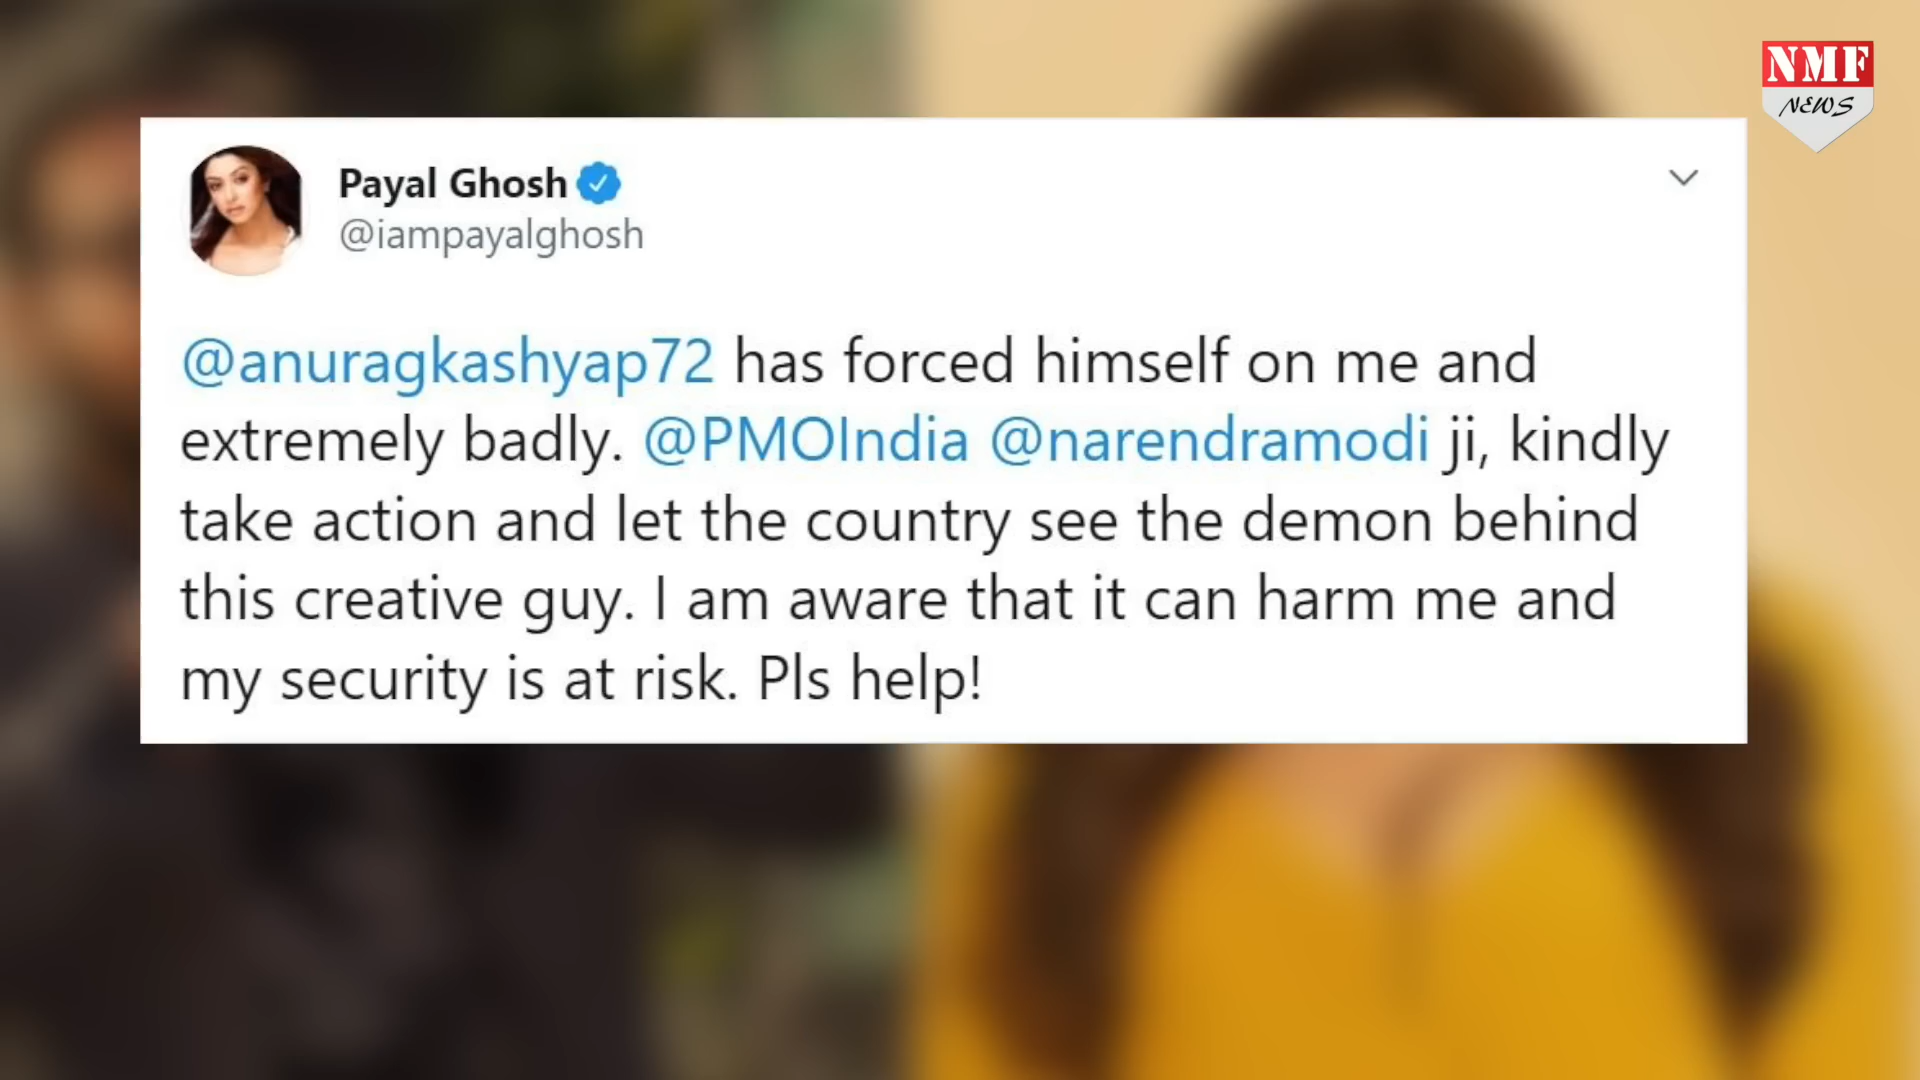 NMF
NEWS
Payal Ghosh
@iampayalghosh
@anuragkashyap72 has forced himself on me and
extremely badly. @PMOIndia @narendramodi ji, kindly
take action and let the country see the demon behind
this creative guy. I am aware that it can harm me and
my security is at risk. Pls help!